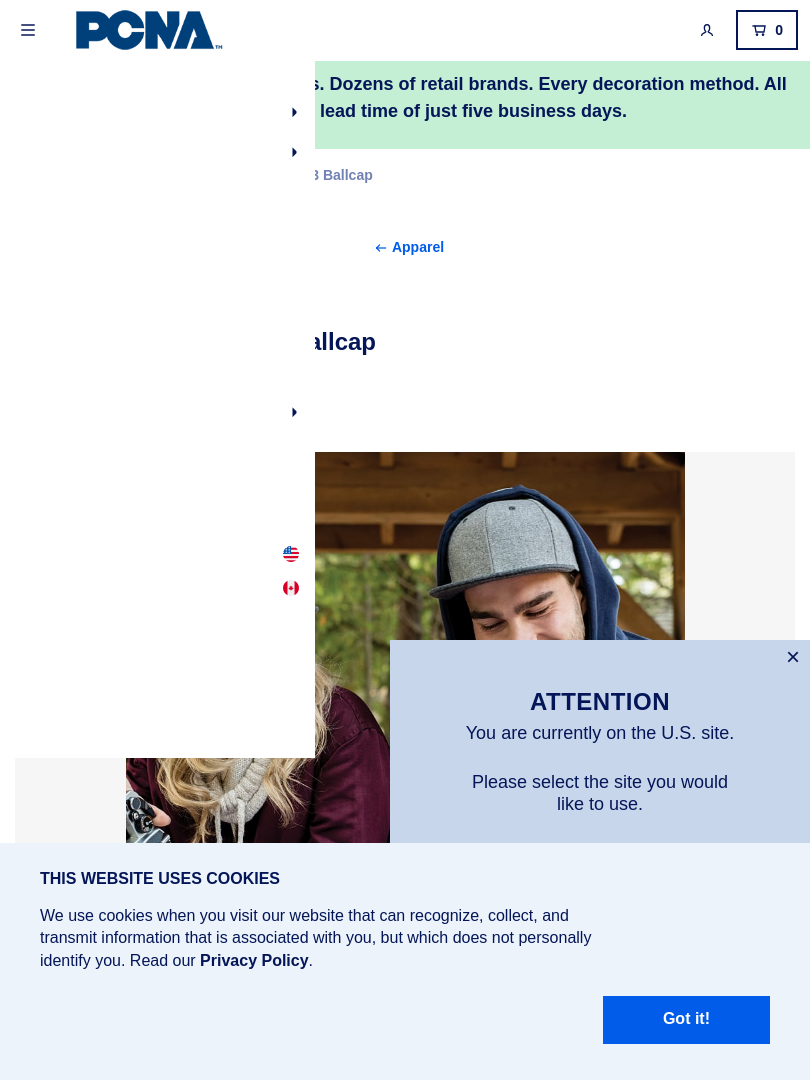 PCNA™
0
Dozens of retail brands. Every decoration method. All
lead time of just five business days.
Ballcap
Apparel
allcap
ATTENTION
You are currently on the U.S. site.
Please select the site you would
like to use.
THIS WEBSITE USES COOKIES
We use cookies when you visit our website that can recognize, collect, and
transmit information that is associated with you, but which does not personally
identify you. Read our Privacy Policy.
Got it!